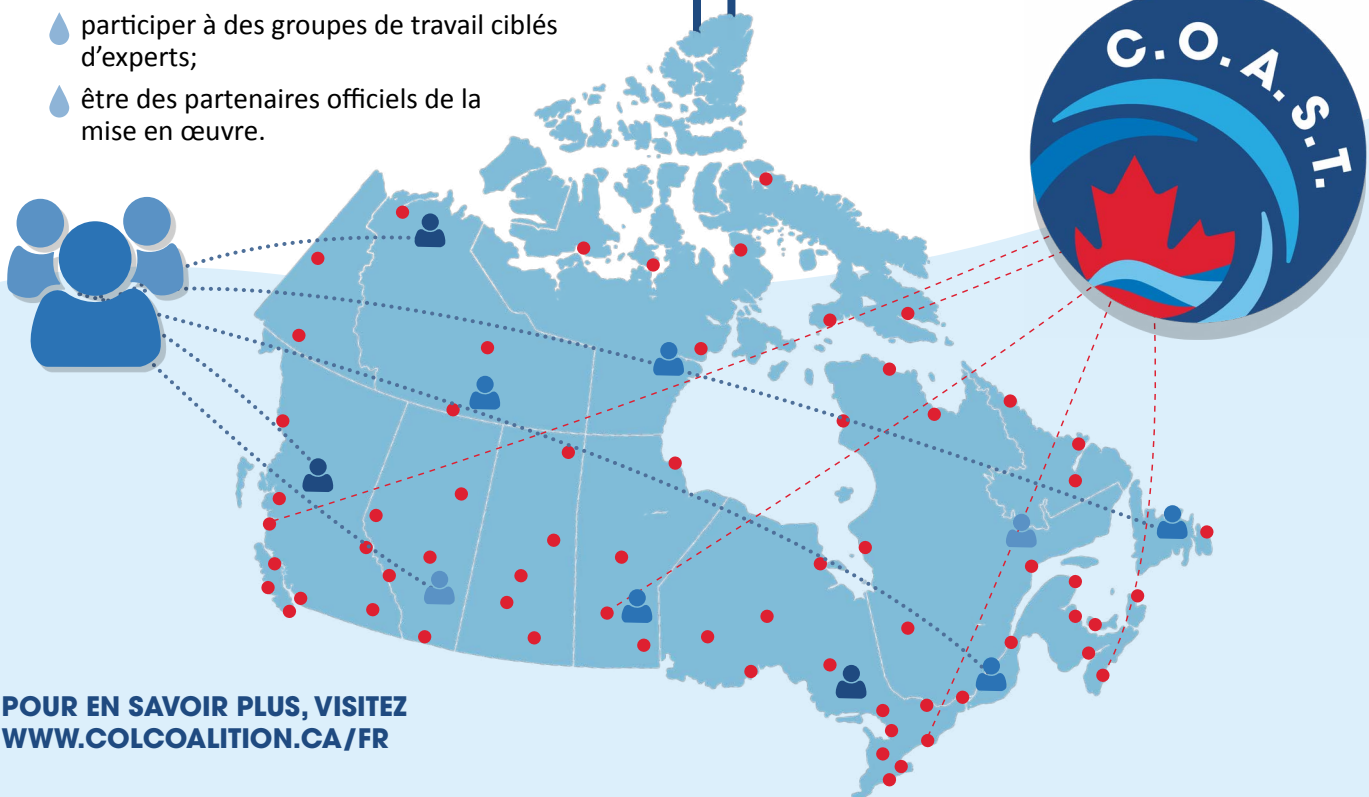 participer à des groupes de travail ciblés
d'experts;
être des partenaires officiels de la
mise en œuvre.
C.O.A.S.T.
POUR EN SAVOIR PLUS, VISITEZ
WWW.COLCOALITION.CA/FR